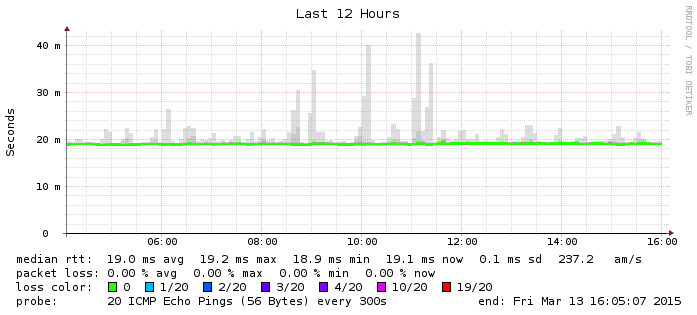 Last 12 Hours
RRDTOOL / TOBI OETIKER
Seconds
40 m
30 m
20 m
10 m
0
06:00 08:00 10:00 12:00 14:00 16:00
median rtt: 19.0 ms avg 19.2 ms max 18.9 ms min 19.1 ms now 0.1 ms sd 237.2 am/s
packet loss: 0.00 % avg 0.00 % max 0.00 % min 0.00 % now
loss color: 0 1/20 2/20 3/20 4/20 10/20 19/20
probe: 20 ICMP Echo Pings (56 Bytes) every 300s end: Fri Mar 13 16:05:07 2015